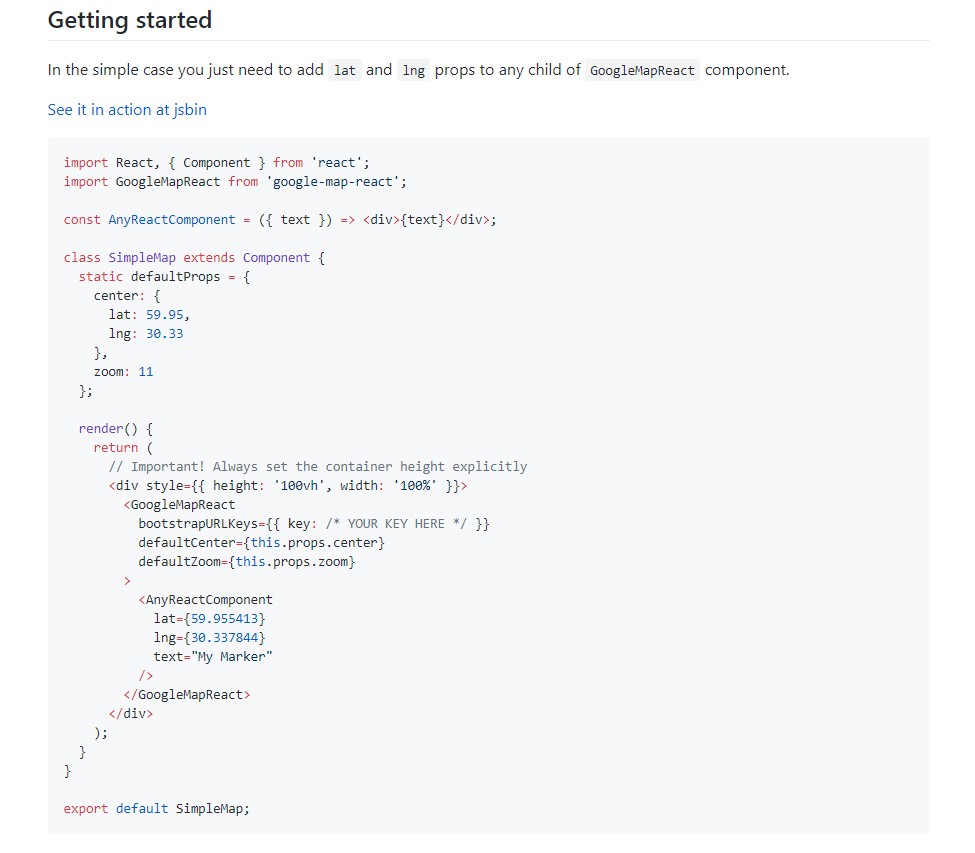 Getting started
In the simple case you just need to add lat and lng props to any child of GoogleMapReact component.
See it in action at jsbin
import React, { Component } from 'react';
import GoogleMapReact from 'google-map-react';
const AnyReactComponent = ({ text }) => <div>{text}</div>;
class SimpleMap extends Component {
  static defaultProps = {
    center: {
      lat: 59.95,
      lng: 30.33
    },
    zoom: 11
  };
  render() {
    return (
      // Important! Always set the container height explicitly
      <div style={{ height: '100vh', width: '100%' }}>
        <GoogleMapReact
          bootstrapURLKeys={{ key: /* YOUR KEY HERE */ }}
          defaultCenter={this.props.center}
          defaultZoom={this.props.zoom}
        >
          <AnyReactComponent
            lat={59.955413}
            lng={30.337844}
            text="My Marker"
          />
        </GoogleMapReact>
      </div>
    );
  }
}
export default SimpleMap;